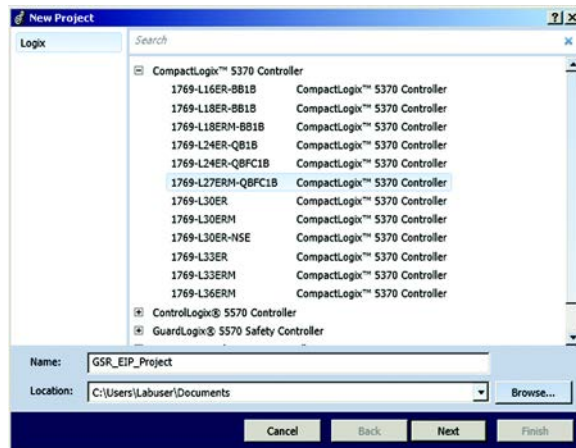 New Project
Logix
Search
CompactLogix™ 5370 Controller
1769-L16ER-BB1B CompactLogix™ 5370 Controller
1769-L18ER-BB1B CompactLogix™ 5370 Controller
1769-L18ERM-BB1B CompactLogix™ 5370 Controller
1769-L24ER-QB1B CompactLogix™ 5370 Controller
1769-L24ER-QBFC1B CompactLogix™ 5370 Controller
1769-L27ERM-QBFC1B CompactLogix™ 5370 Controller
1769-L30ER CompactLogix™ 5370 Controller
1769-L30ERM CompactLogix™ 5370 Controller
1769-L30ER-NSE CompactLogix™ 5370 Controller
1769-L33ER CompactLogix™ 5370 Controller
1769-L33ERM CompactLogix™ 5370 Controller
1769-L36ERM CompactLogix™ 5370 Controller
ControlLogix® 5570 Controller
GuardLogix® 5570 Safety Controller
Name: GSR_EIP_Project
Location: C:\Users\Labuser\Documents Browse...
Cancel Back Next Finish